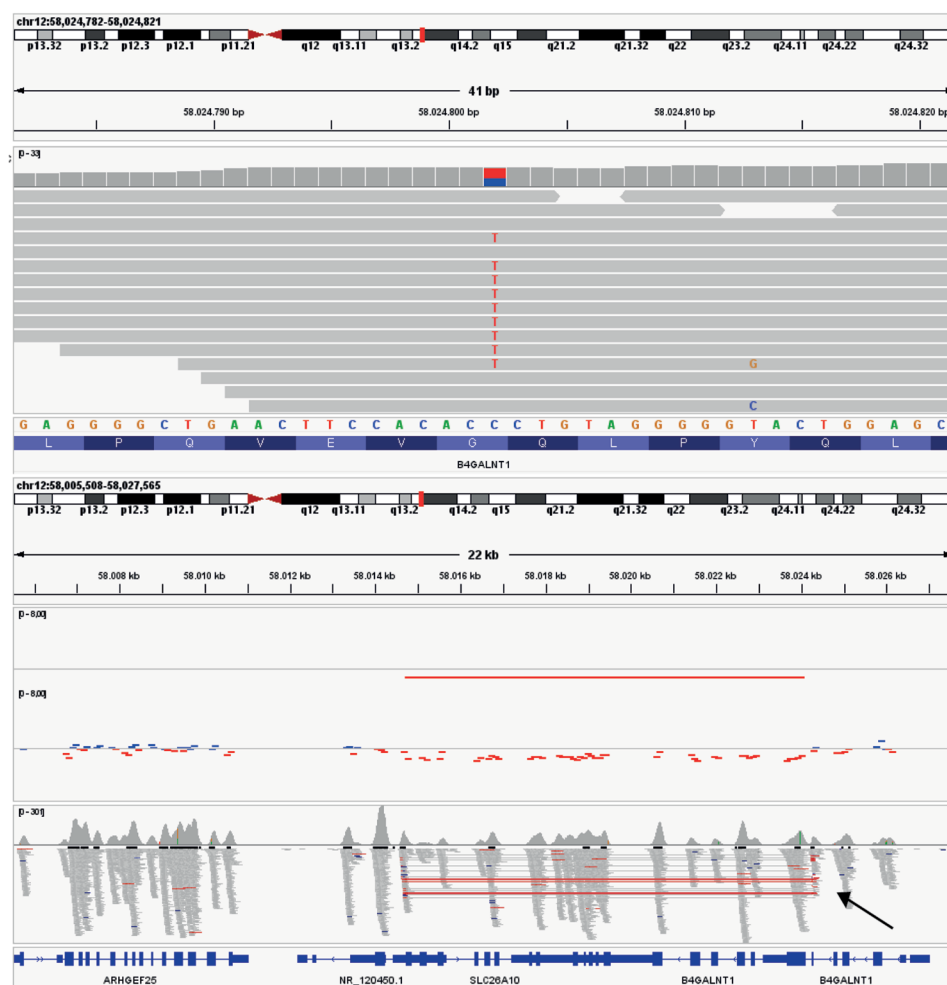 chr12:58,024,782-58,024,821
p13.32 p13.2 p12.3 p12.1 p11.21 q12 q13.11 q13.2 q14.2 q15 q21.2 q21.32 q22 q23.2 q24.11 q24.22 q24.32
41 bp
58.024.790 bp 58.024.800 bp 58.024.810 bp 58.024.820 bp
[0 - 33]
T
T
T
T
T
T
T
T
T G
C
G A G G G G C T G A A C T T C C A C A C C C T G T A G G G G G T A C T G G A G C
L P Q V E V G Q L P Y Q L
B4GALNT1
chr12:58,005,508-58,027,565
p13.32 p13.2 p12.3 p12.1 p11.21 q12 q13.11 q13.2 q14.2 q15 q21.2 q21.32 q22 q23.2 q24.11 q24.22 q24.32
22 kb
58.008 kb 58.010 kb 58.012 kb 58.014 kb 58.016 kb 58.018 kb 58.020 kb 58.022 kb 58.024 kb 58.026 kb
[0 - 8,00]
[0 - 8,00]
[0 - 301]
ARHGEF25 NR_120450.1 SLC26A10 B4GALNT1 B4GALNT1